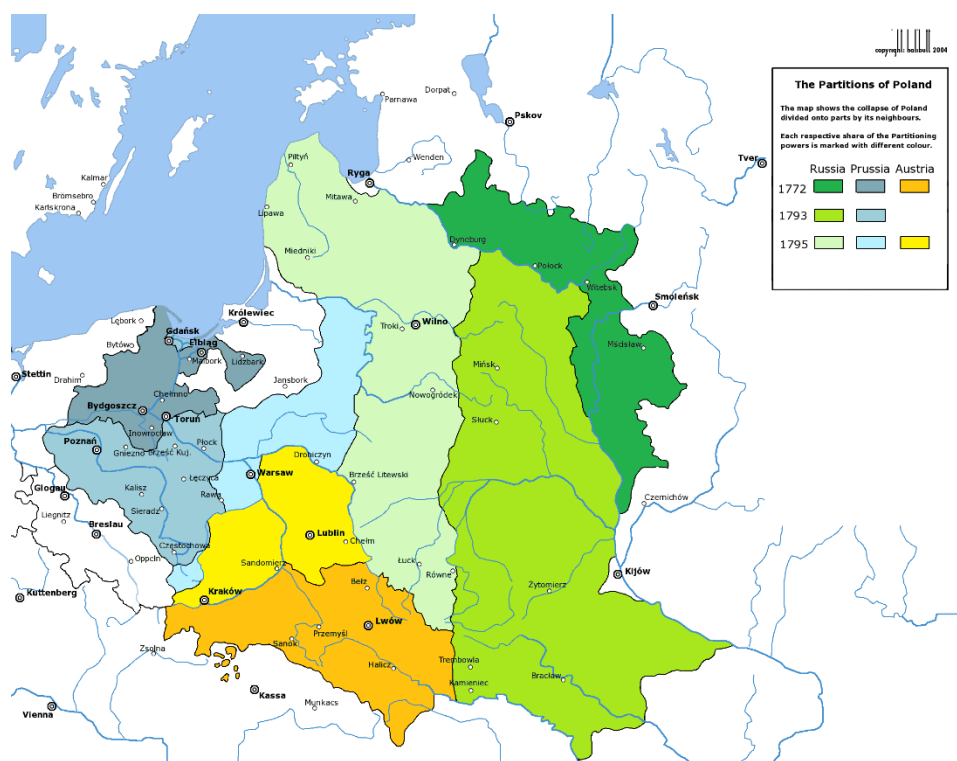 copyright: halibutt 2004
The Partitions of Poland
The map shows the collapse of Poland
divided onto parts by its neighbours.
Each respective share of the Partitioning
powers is marked with different colour.
Russia Prussia Austria
1772
1793
1795
Parnawa
Dorpat
Pskov
Tver
Kalmar
Brömsebro
Karlskrona
Piltyń
Ryga
Wenden
Mitawa
Lipawa
Miedniki
Dyneburg
Połock
Witebsk
Smoleńsk
Mścisław
Lębork
Gdańsk
Królewiec
Troki
Wilno
Bytów
Elbląg
Malbork
Lidzbark
Mińsk
Stettin
Drahim
Jansbork
Nowogródek
Chełmno
Bydgoszcz
Toruń
Słuck
Inowrocław
Poznań
Gniezno
Brześć Kuj.
Płock
Drohiczyn
Warsaw
Brześć Litewski
Łęczyca
Glogau
Kalisz
Rawa
Czernichów
Liegnitz
Sieradz
Breslau
Lublin
Chełm
Częstochowa
Oppeln
Sandomierz
Łuck
Równe
Kijów
Bełz
Żytomierz
Kuttenberg
Kraków
Lwów
Przemyśl
Sanok
Zsolna
Halicz
Trembowla
Bracław
Kamieniec
Kassa
Munkacs
Vienna